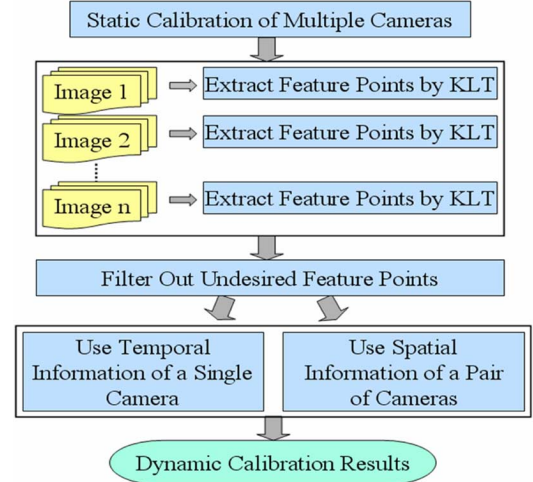 Static Calibration of Multiple Cameras
Image 1
Extract Feature Points by KLT
Image 2
Extract Feature Points by KLT
Image n
Extract Feature Points by KLT
Filter Out Undesired Feature Points
Use Temporal
Information of a Single
Camera
Use Spatial
Information of a Pair
of Cameras
Dynamic Calibration Results